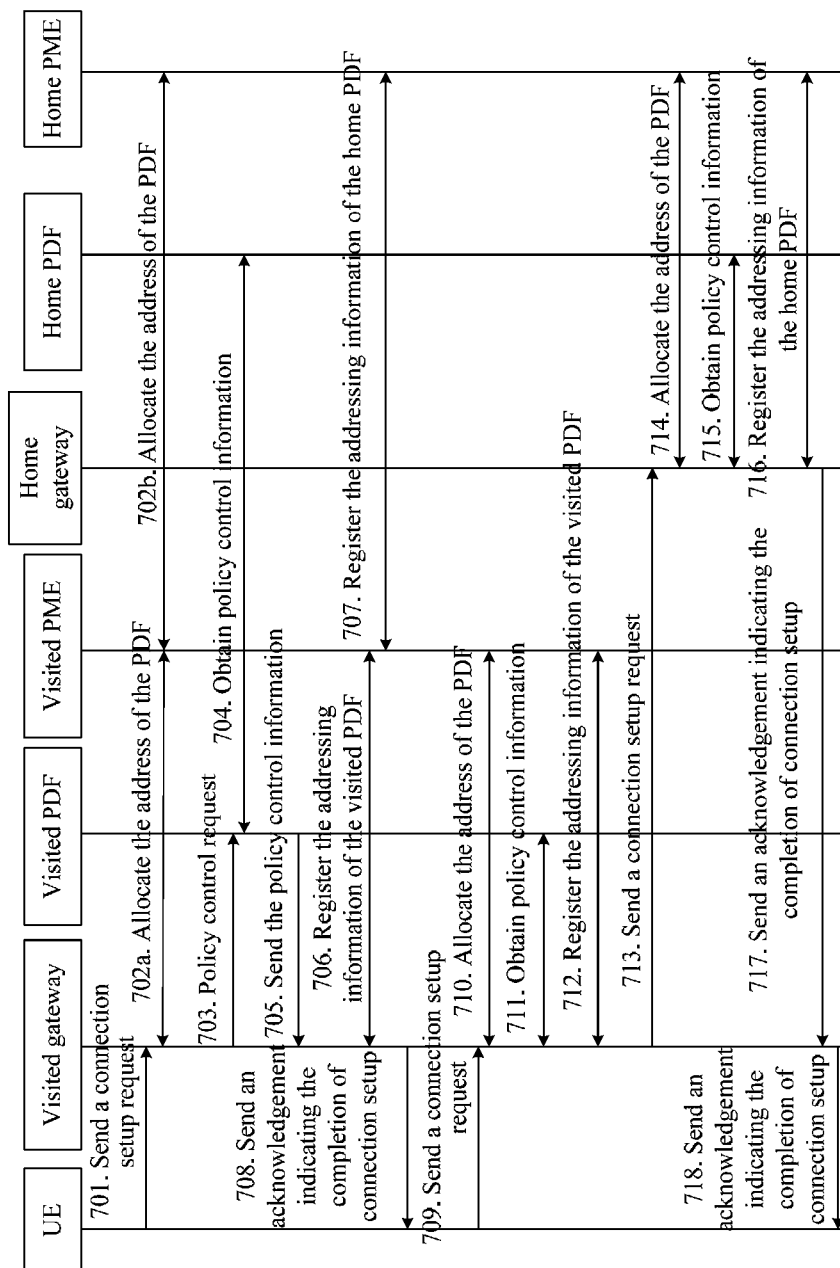 UE
Visited gateway
Visited PDF
Visited PME
Home
gateway
Home PDF
Home PME
701. Send a connection
setup request
702a. Allocate the address of the PDF
702b. Allocate the address of the PDF
703. Policy control request
704. Obtain policy control information
705. Send the policy control information
706. Register the addressing
information of the visited PDF
707. Register the addressing information of the home PDF
708. Send an
acknowledgement
indicating the
completion of
connection setup
709. Send a connection setup
request
710. Allocate the address of the PDF
711. Obtain policy control information
712. Register the addressing information of the visited PDF
713. Send a connection setup request
714. Allocate the address of the PDF
715. Obtain policy control information
716. Register the addressing information of
the home PDF
717. Send an acknowledgement indicating the
completion of connection setup
718. Send an
acknowledgement
indicating the
completion of
connection setup